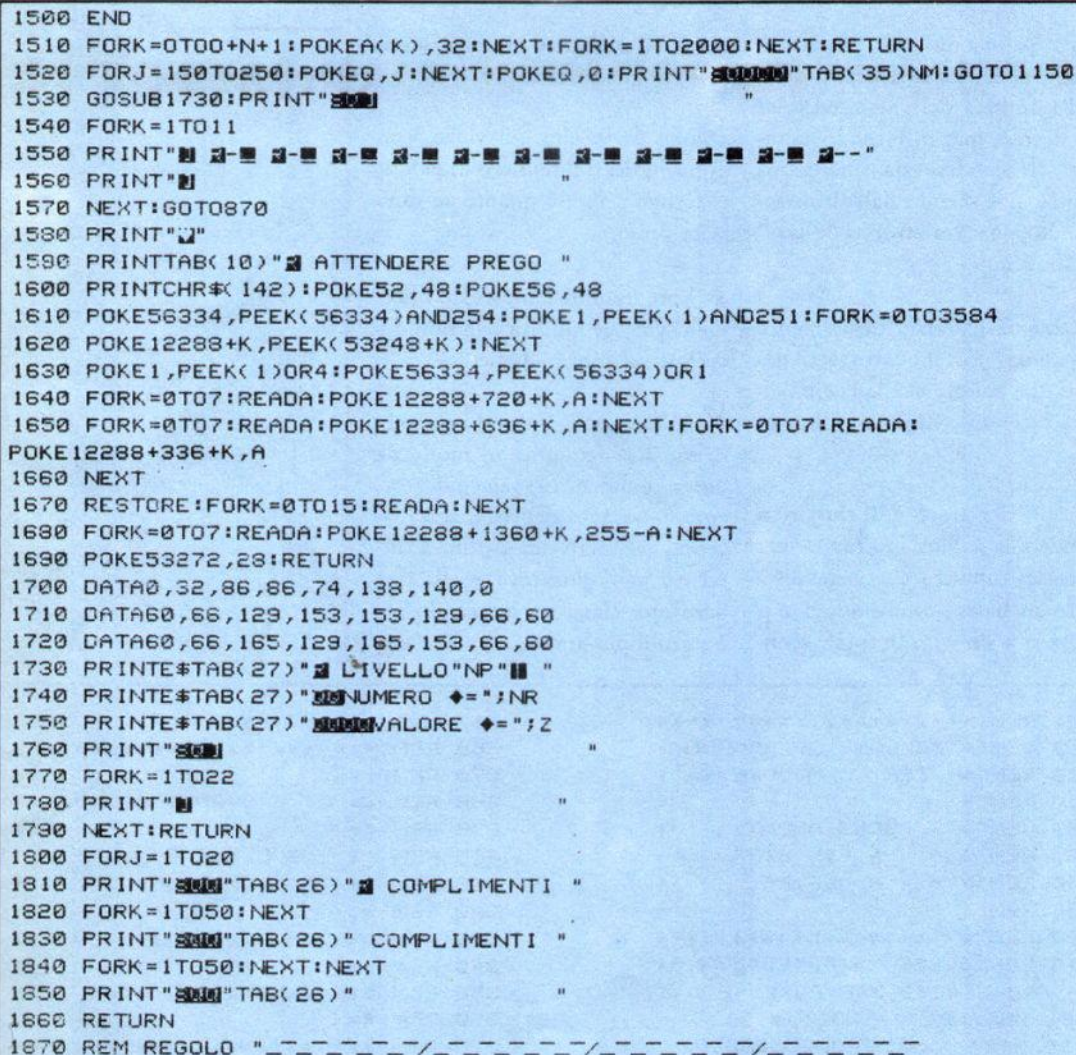 1500 END
1510 FORK=0TO0+N+1:POKEA(K),32:NEXT:FORK=1TO2000:NEXT:RETURN
1520 FORJ=150TO250:POKEQ,J:NEXT:POKEQ,0:PRINT" "TAB(35)NM:GOTO1150
1530 GOSUB1730:PRINT" "
1540 FORK=1TO11
1550 PRINT" - - - - - - - - - - --"
1560 PRINT" "
1570 NEXT:GOTO870
1580 PRINT" "
1590 PRINTTAB(10)" ATTENDERE PREGO "
1600 PRINTCHR$(142):POKE52,48:POKE56,48
1610 POKE56334,PEEK(56334)AND254:POKE1,PEEK(1)AND251:FORK=0TO3584
1620 POKE12288+K,PEEK(53248+K):NEXT
1630 POKE1,PEEK(1)OR4:POKE56334,PEEK(56334)OR1
1640 FORK=0TO7:READA:POKE12288+720+K,A:NEXT
1650 FORK=0TO7:READA:POKE12288+696+K,A:NEXT:FORK=0TO7:READA:
POKE12288+336+K,A
1660 NEXT
1670 RESTORE:FORK=0TO15:READA:NEXT
1680 FORK=0TO7:READA:POKE12288+1360+K,255-A:NEXT
1690 POKE53272,28:RETURN
1700 DATA0,32,86,86,74,138,140,0
1710 DATA60,66,129,153,153,129,66,60
1720 DATA60,66,165,129,165,153,66,60
1730 PRINTE$TAB(27)" LIVELLO"NP" "
1740 PRINTE$TAB(27)" NUMERO ♦=";NR
1750 PRINTE$TAB(27)" VALORE ♦=";Z
1760 PRINT" "
1770 FORK=1TO22
1780 PRINT" "
1790 NEXT:RETURN
1800 FORJ=1TO20
1810 PRINT" "TAB(26)" COMPLIMENTI "
1820 FORK=1TO50:NEXT
1830 PRINT" "TAB(26)" COMPLIMENTI "
1840 FORK=1TO50:NEXT:NEXT
1850 PRINT" "TAB(26)" "
1860 RETURN
1870 REM REGOLO "_ _ _ _ _/_ _ _ _ _/_ _ _ _ _/_ _ _ _ _